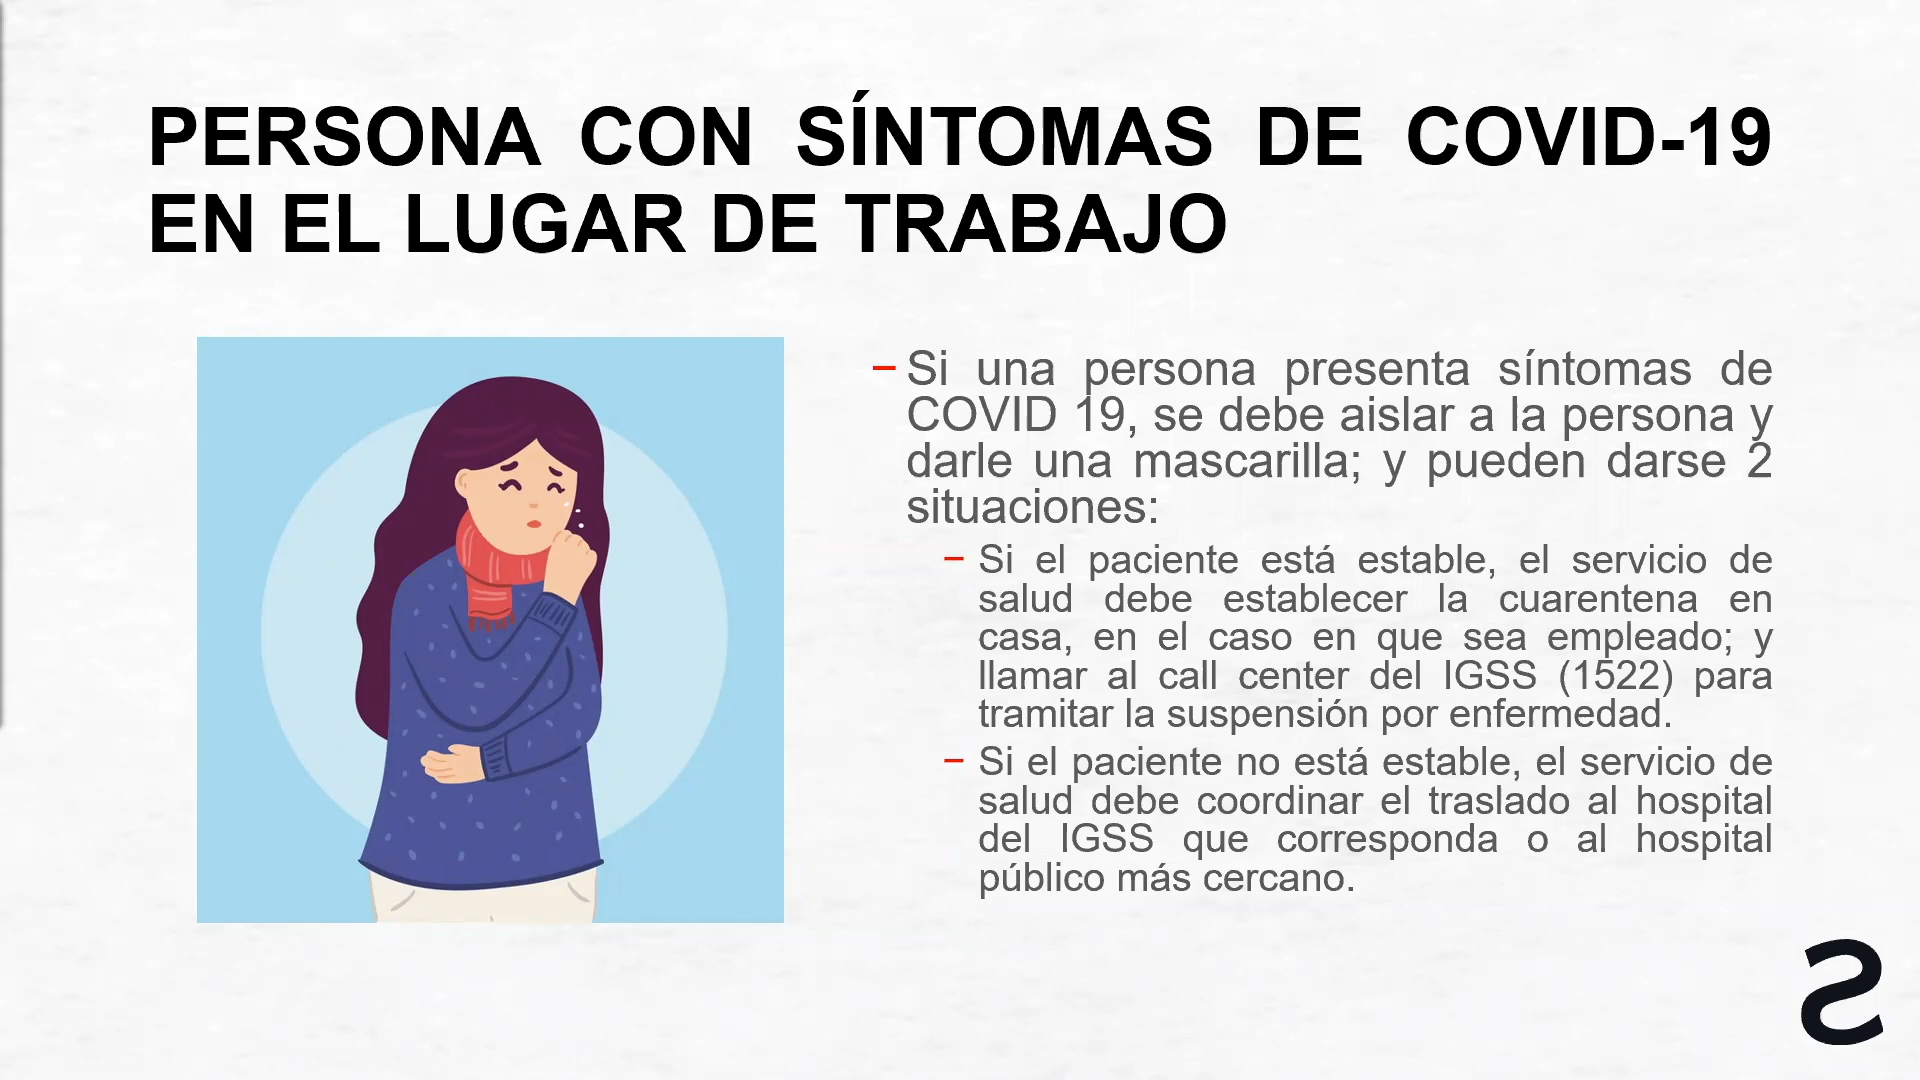 PERSONA CON SÍNTOMAS DE COVID-19
EN EL LUGAR DE TRABAJO
– Si una persona presenta síntomas de
COVID 19, se debe aislar a la persona y
darle una mascarilla; y pueden darse 2
situaciones:
– Si el paciente está estable, el servicio de
salud debe establecer la cuarentena en
casa, en el caso en que sea empleado; y
llamar al call center del IGSS (1522) para
tramitar la suspensión por enfermedad.
– Si el paciente no está estable, el servicio de
salud debe coordinar el traslado al hospital
del IGSS que corresponda o al hospital
público más cercano.